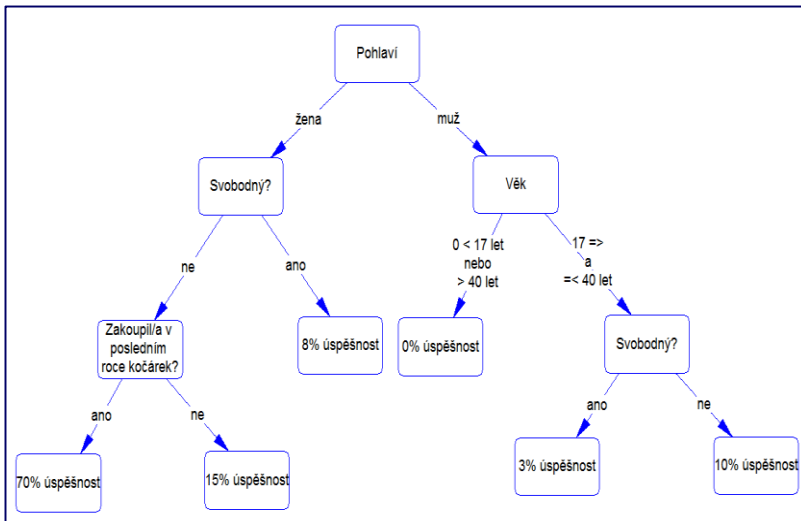 Pohlaví
žena
muž
Svobodný?
Věk
ne
ano
0 < 17 let
nebo
> 40 let
17 =>
a
=< 40 let
Zakoupil/a v
posledním
roce kočárek?
8% úspěšnost
0% úspěšnost
Svobodný?
ano
ne
ano
ne
70% úspěšnost
15% úspěšnost
3% úspěšnost
10% úspěšnost